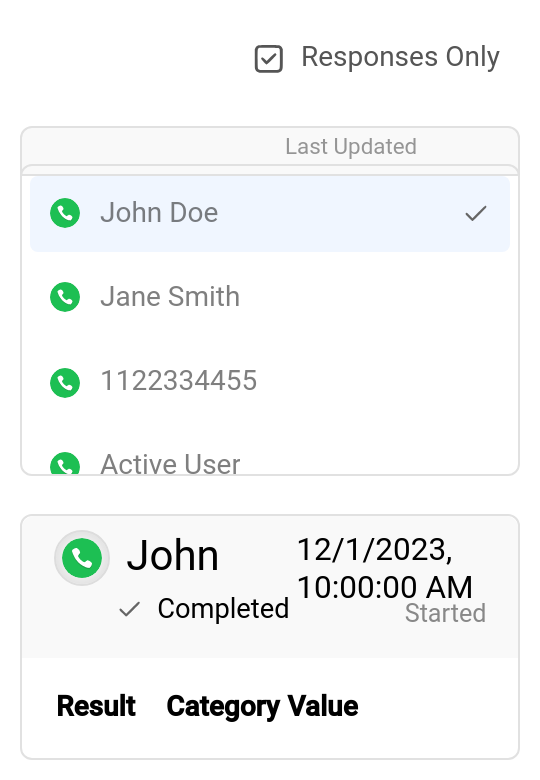 Responses Only
Last Updated
John Doe
Jane Smith
1122334455
Active User
John
12/1/2023,
10:00:00 AM
Completed
Started
Result Category Value